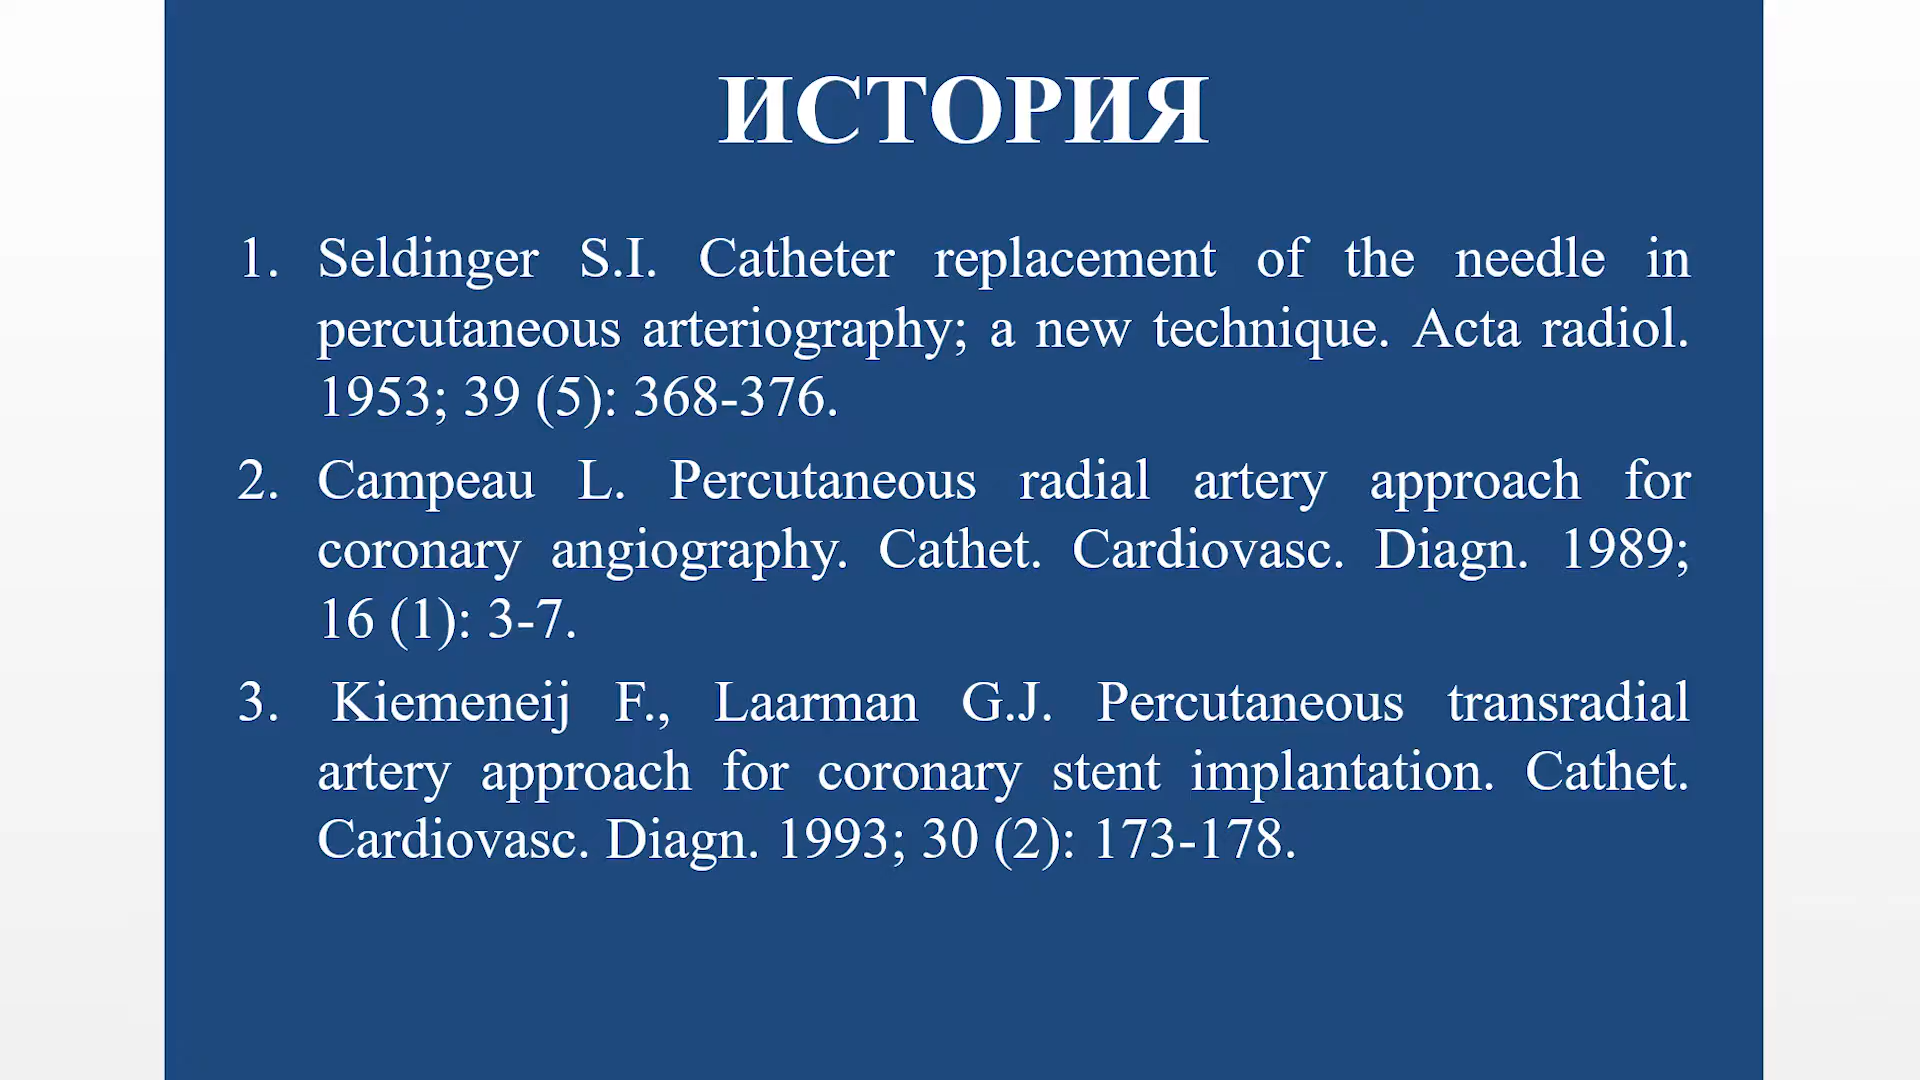 ИСТОРИЯ
1. Seldinger S.I. Catheter replacement of the needle in
percutaneous arteriography; a new technique. Acta radiol.
1953; 39 (5): 368-376.
2. Campeau L. Percutaneous radial artery approach for
coronary angiography. Cathet. Cardiovasc. Diagn. 1989;
16 (1): 3-7.
3. Kiemeneij F., Laarman G.J. Percutaneous transradial
artery approach for coronary stent implantation. Cathet.
Cardiovasc. Diagn. 1993; 30 (2): 173-178.